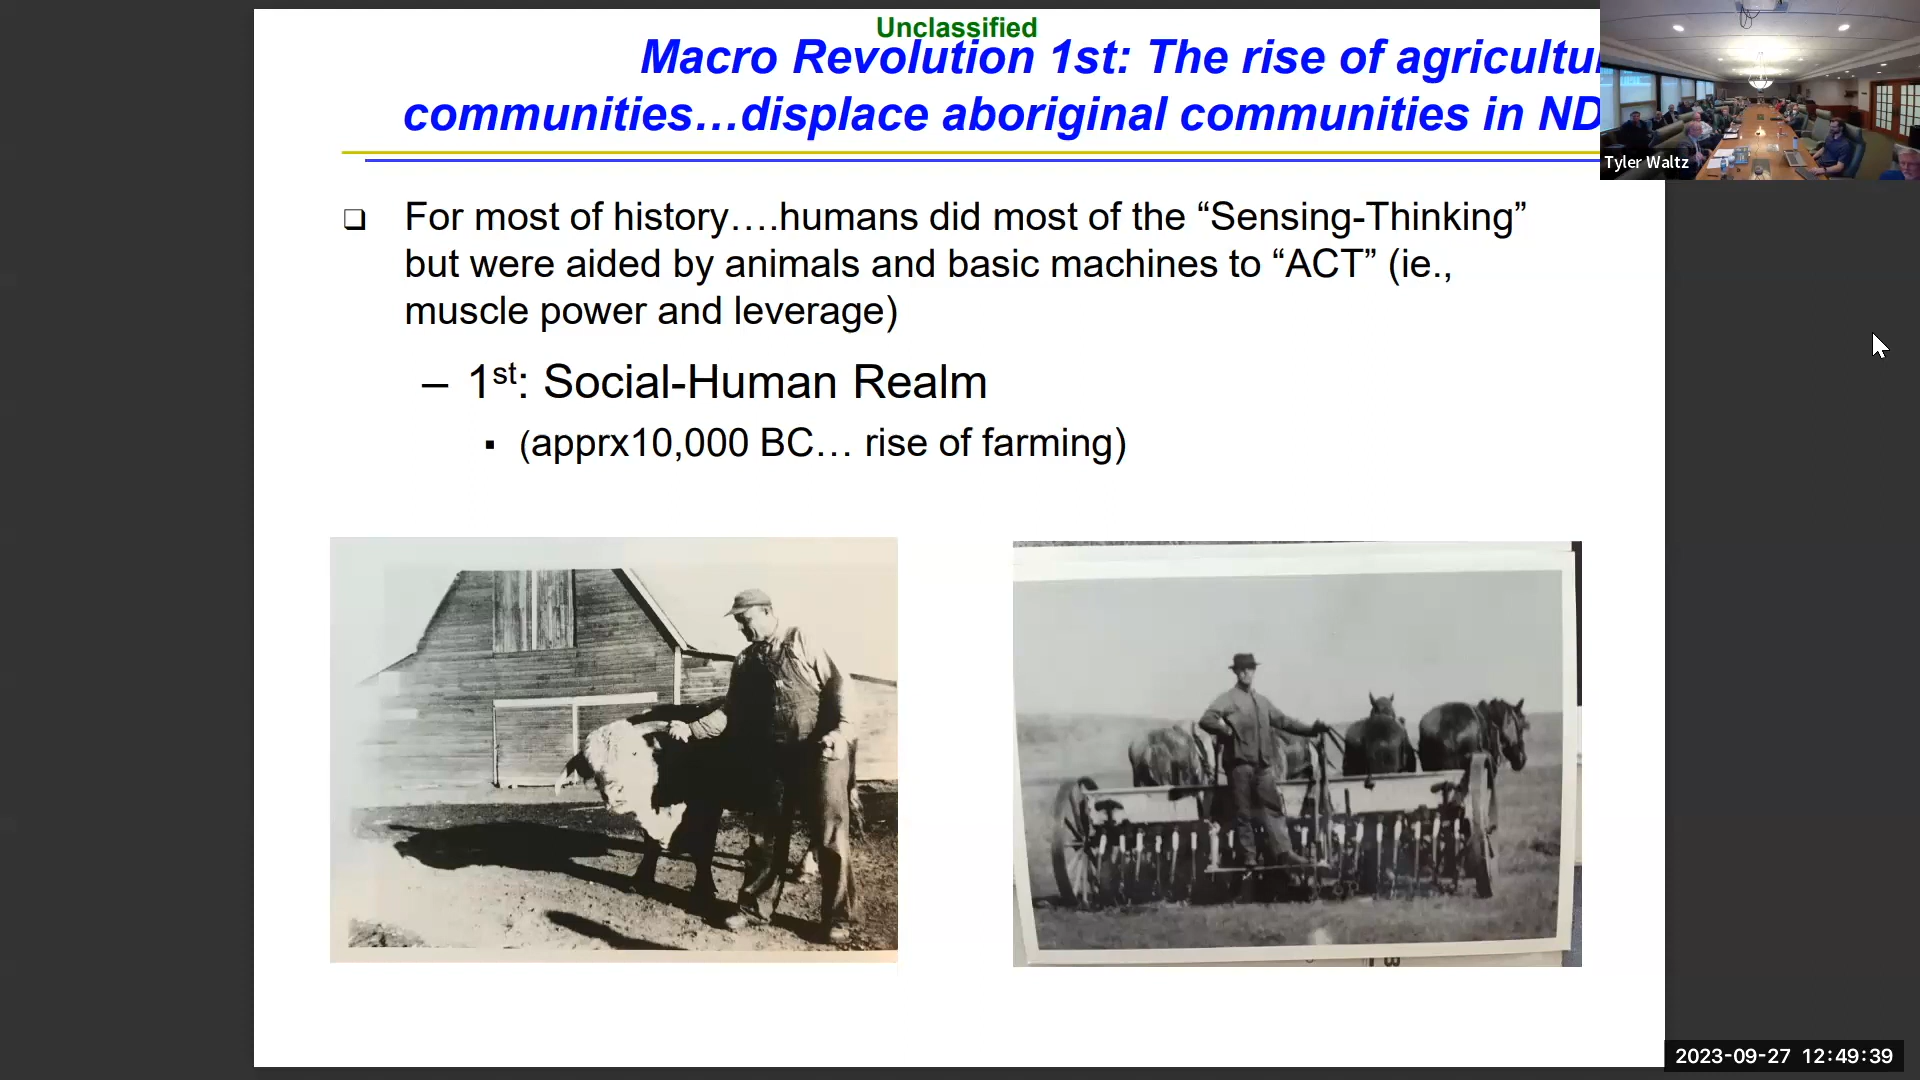 Unclassified
Macro Revolution 1st: The rise of agricultu
communities…displace aboriginal communities in ND
Tyler Waltz
❑ For most of history….humans did most of the “Sensing-Thinking”
but were aided by animals and basic machines to “ACT” (ie.,
muscle power and leverage)
– 1st: Social-Human Realm
▪ (apprx10,000 BC… rise of farming)
2023-09-27 12:49:39